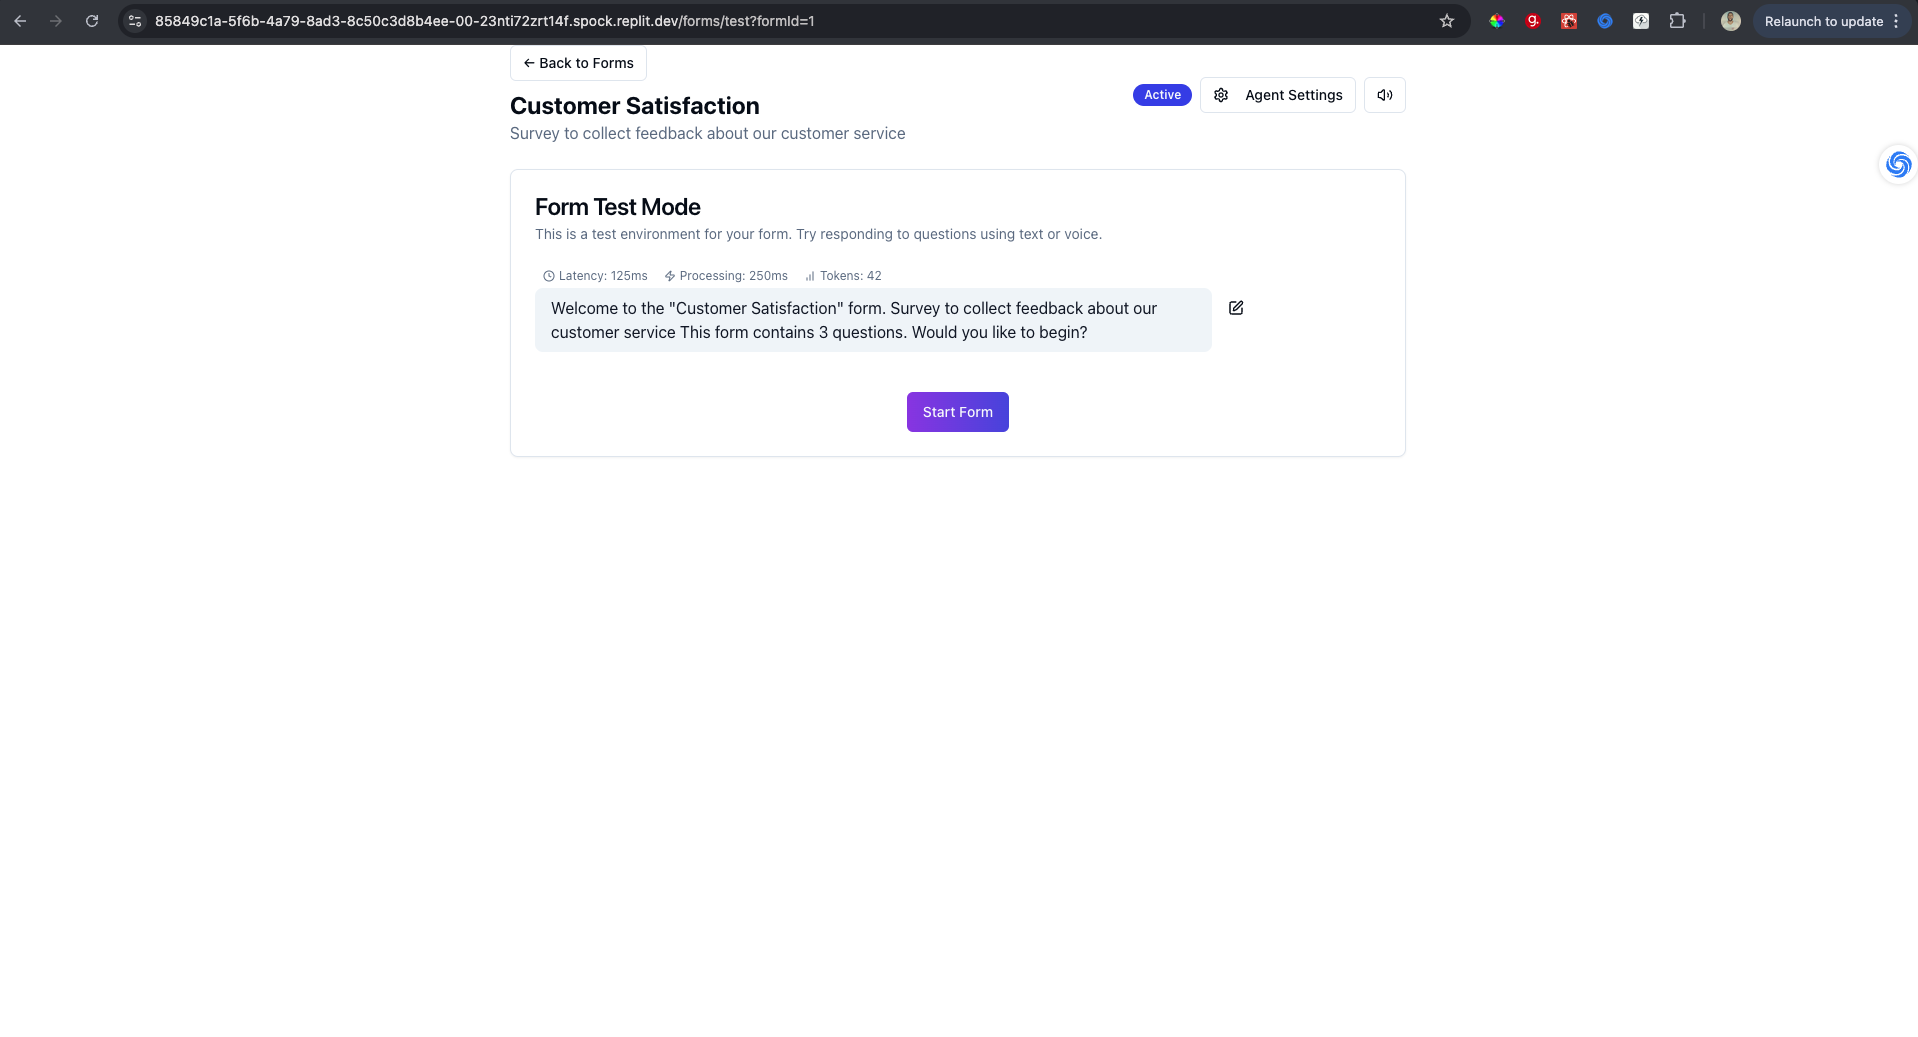 85849c1a-5f6b-4a79-8ad3-8c50c3d8b4ee-00-23nti72zrt14f.spock.replit.dev/forms/test?formId=1
g.
Relaunch to update
← Back to Forms
Customer Satisfaction
Active
Agent Settings
Survey to collect feedback about our customer service
Form Test Mode
This is a test environment for your form. Try responding to questions using text or voice.
Latency: 125ms Processing: 250ms Tokens: 42
Welcome to the "Customer Satisfaction" form. Survey to collect feedback about our
customer service This form contains 3 questions. Would you like to begin?
Start Form